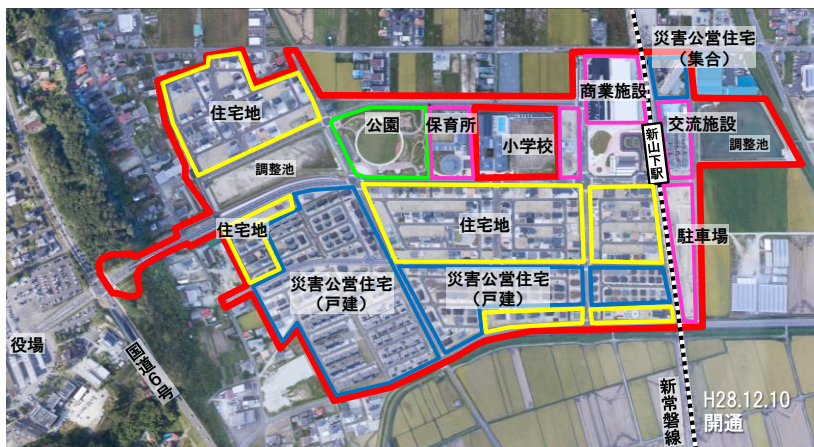 災害公営住宅
（集合）
住宅地
商業施設
公園
保育所
小学校
交流施設
新山下駅
調整池
調整池
住宅地
住宅地
駐車場
災害公営住宅
（戸建）
災害公営住宅
（戸建）
役場
国道６号
新常磐線
H28.12.10
開通